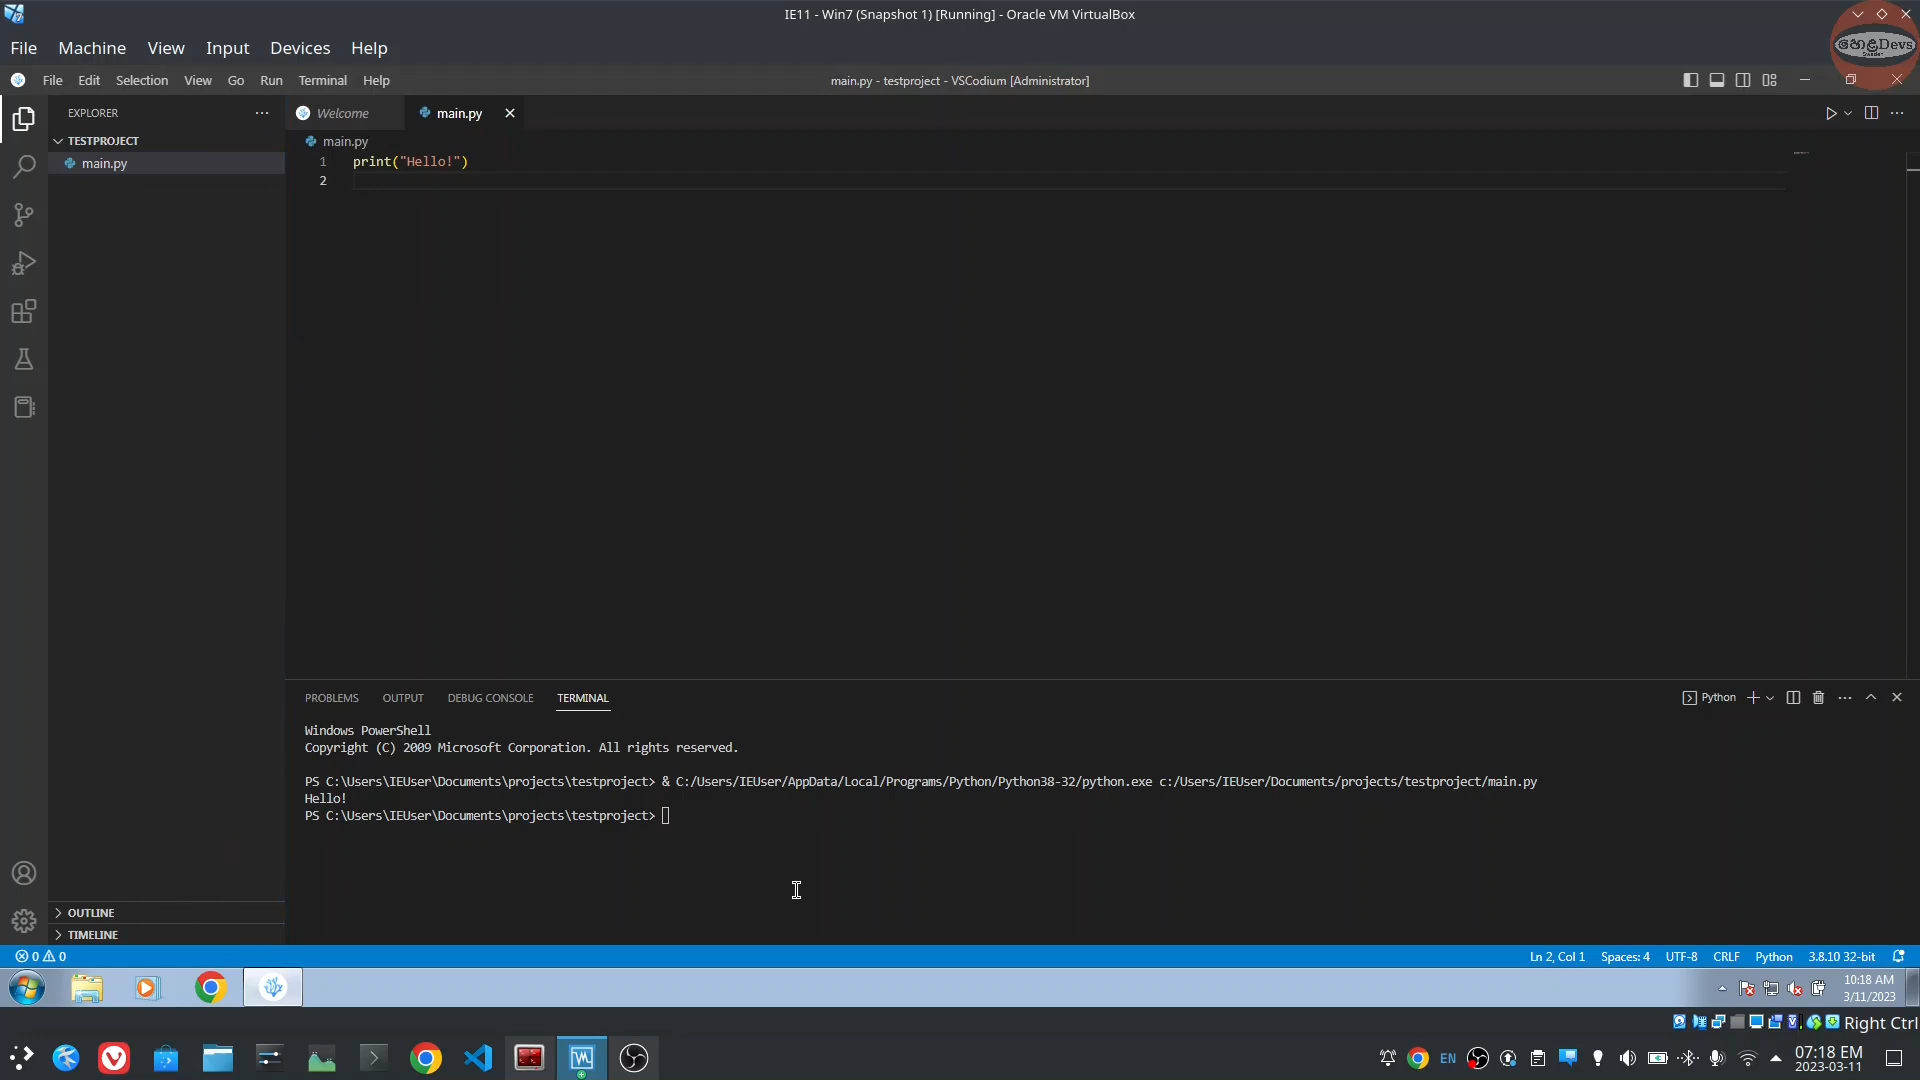 IE11 - Win7 (Snapshot 1) [Running] - Oracle VM VirtualBox
File Machine View Input Devices Help
හෙළDevs
File Edit Selection View Go Run Terminal Help
main.py - testproject - VSCodium [Administrator]
EXPLORER
Welcome
main.py
TESTPROJECT
main.py
main.py
1 print("Hello!")
2
PROBLEMS OUTPUT DEBUG CONSOLE TERMINAL
Python
Windows PowerShell
Copyright (C) 2009 Microsoft Corporation. All rights reserved.
PS C:\Users\IEUser\Documents\projects\testproject> & C:/Users/IEUser/AppData/Local/Programs/Python/Python38-32/python.exe c:/Users/IEUser/Documents/projects/testproject/main.py
Hello!
PS C:\Users\IEUser\Documents\projects\testproject>
OUTLINE
TIMELINE
0 0
Ln 2, Col 1 Spaces: 4 UTF-8 CRLF Python 3.8.10 32-bit
10:18 AM
3/11/2023
Right Ctrl
EN
07:18 EM
2023-03-11